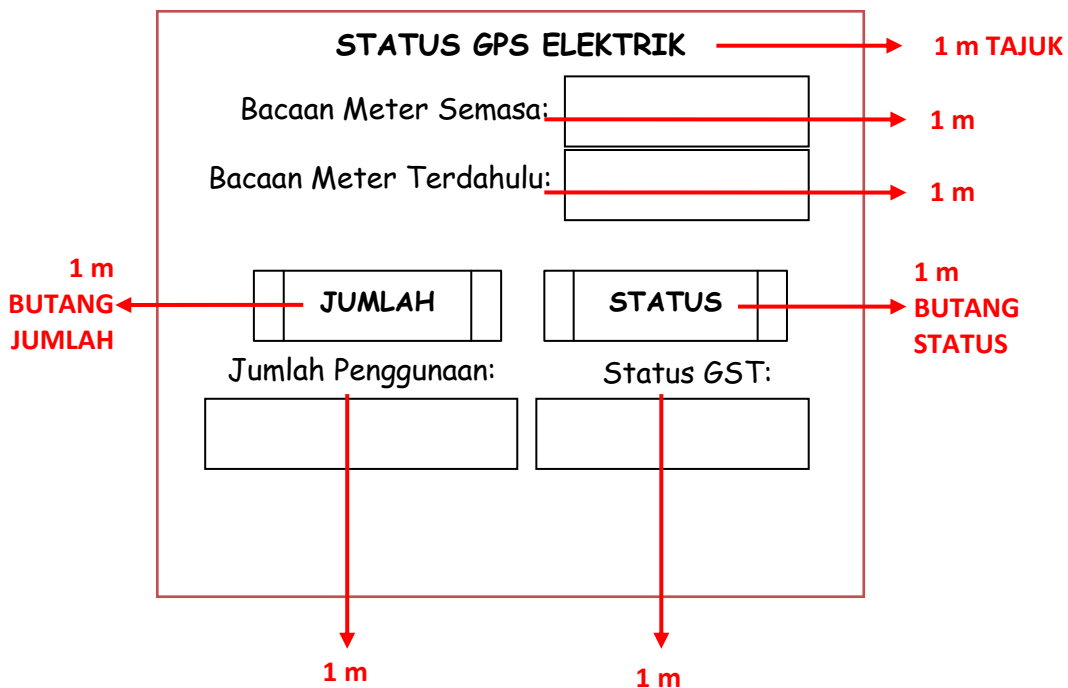 STATUS GPS ELEKTRIK
1 m TAJUK
Bacaan Meter Semasa:
1 m
Bacaan Meter Terdahulu:
1 m
1 m
BUTANG
JUMLAH
JUMLAH
STATUS
1 m
BUTANG
STATUS
Jumlah Penggunaan:
Status GST:
1 m
1 m